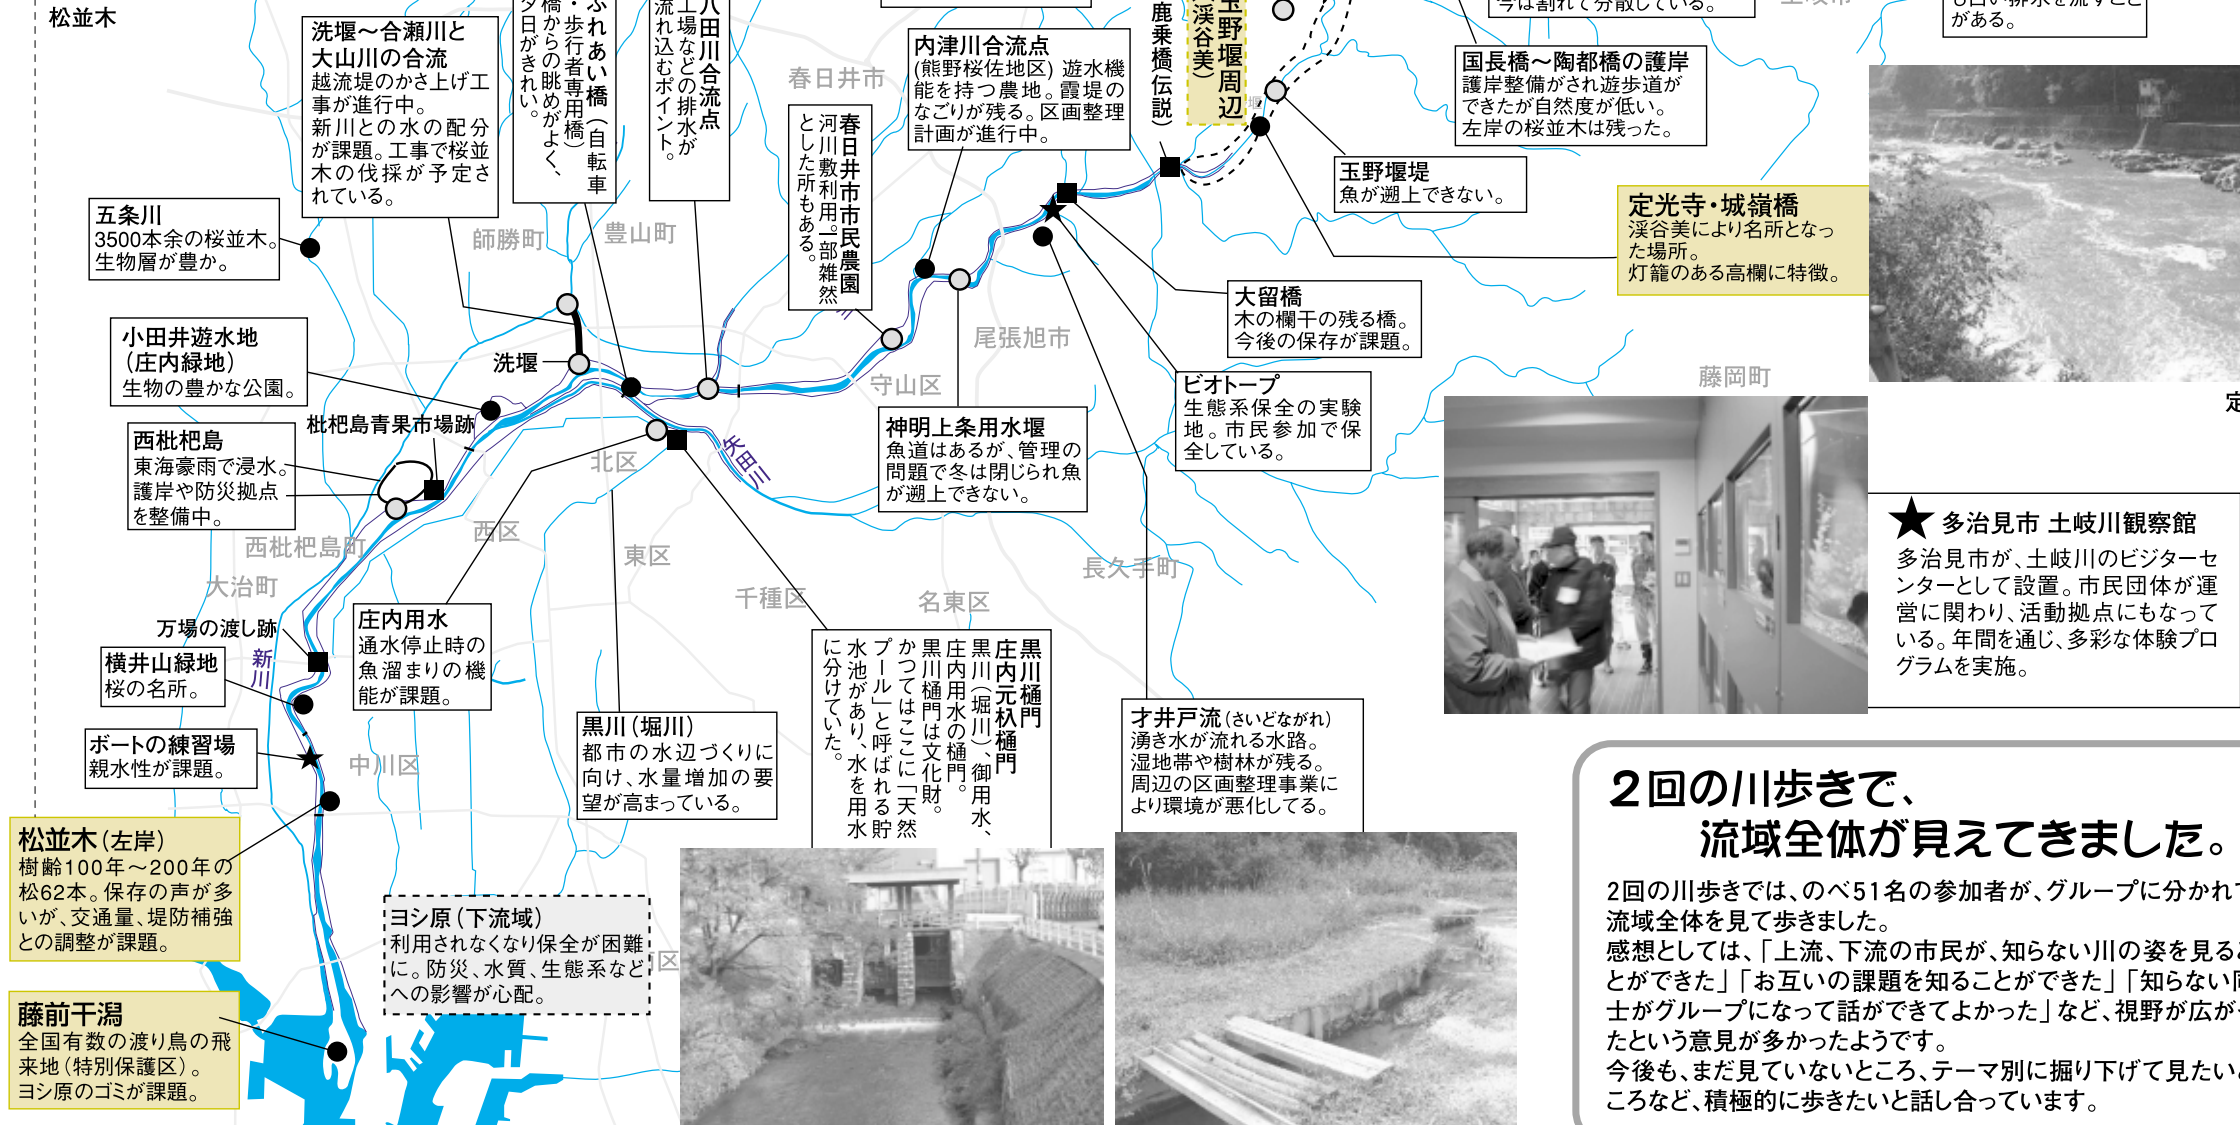 松並木
洗堰～合瀬川と
大山川の合流
越流堤のかさ上げ工
事が進行中。
新川との水の配分
が課題。工事で桜並
木の伐採が予定さ
れている。
ふれあい橋（自転車
・歩行者専用橋）
橋からの眺めがよく、
夕日がきれい。
八田川合流点
工場などの排水が
流れ込むポイント。
春日井市
内津川合流点
(熊野桜佐地区) 遊水機
能を持つ農地。霞堤の
なごりが残る。区画整理
計画が進行中。
鹿乗橋伝説）
玉野堰周辺
（渓谷美）
堰
今は割れて分散している。
国長橋～陶都橋の護岸
護岸整備がされ遊歩道が
できたが自然度が低い。
左岸の桜並木は残った。
がある。
春日井市市民農園
河川敷利用。一部雑然
とした所もある。
玉野堰堤
魚が遡上できない。
定光寺・城嶺橋
渓谷美により名所となっ
た場所。
灯籠のある高欄に特徴。
五条川
3500本余の桜並木。
生物層が豊か。
師勝町
豊山町
大留橋
木の欄干の残る橋。
今後の保存が課題。
小田井遊水地
（庄内緑地）
生物の豊かな公園。
洗堰
尾張旭市
守山区
藤岡町
ビオトープ
生態系保全の実験
地。市民参加で保
全している。
枇杷島青果市場跡
西枇杷島
東海豪雨で浸水。
護岸や防災拠点
を整備中。
神明上条用水堰
魚道はあるが、管理の
問題で冬は閉じられ魚
が遡上できない。
矢田川
北区
西区
東区
西枇杷島町
大治町
千種区
名東区
長久手町
★ 多治見市 土岐川観察館
多治見市が、土岐川のビジターセ
ンターとして設置。市民団体が運
営に関わり、活動拠点にもなって
いる。年間を通じ、多彩な体験プロ
グラムを実施。
万場の渡し跡
新川
横井山緑地
桜の名所。
庄内用水
通水停止時の
魚溜まりの機
能が課題。
黒川樋門
庄内元杁樋門
黒川（堀川）、御用水、
庄内用水の樋門。
黒川樋門は文化財。
かつてはここに「天然
プール」と呼ばれる貯
水池があり、水を用水
に分けていた。
ボートの練習場
親水性が課題。
中川区
黒川（堀川）
都市の水辺づくりに
向け、水量増加の要
望が高まっている。
才井戸流（さいどながれ）
湧き水が流れる水路。
湿地帯や樹林が残る。
周辺の区画整理事業に
より環境が悪化してる。
松並木（左岸）
樹齢100年～200年の
松62本。保存の声が多
いが、交通量、堤防補強
との調整が課題。
ヨシ原（下流域）
利用されなくなり保全が困難
に。防災、水質、生態系など
への影響が心配。
区
藤前干潟
全国有数の渡り鳥の飛
来地（特別保護区）。
ヨシ原のゴミが課題。
2回の川歩きで、
流域全体が見えてきました。
2回の川歩きでは、のべ51名の参加者が、グループに分かれて
流域全体を見て歩きました。
感想としては、「上流、下流の市民が、知らない川の姿を見るこ
とができた」「お互いの課題を知ることができた」「知らない同
士がグループになって話ができてよかった」など、視野が広がっ
たという意見が多かったようです。
今後も、まだ見ていないところ、テーマ別に掘り下げて見たいと
ころなど、積極的に歩きたいと話し合っています。